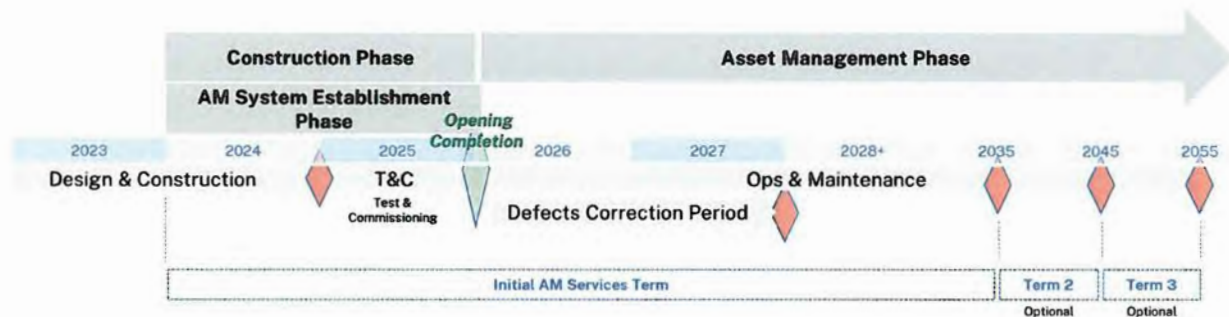 Construction Phase
Asset Management Phase
AM System Establishment
Phase
Opening
Completion
2023
2024
2025
2026
2027
2028+
2035
2045
2055
Design & Construction
T&C
Ops & Maintenance
Test &
Commissioning
Defects Correction Period
Initial AM Services Term
Term 2
Term 3
Optional
Optional